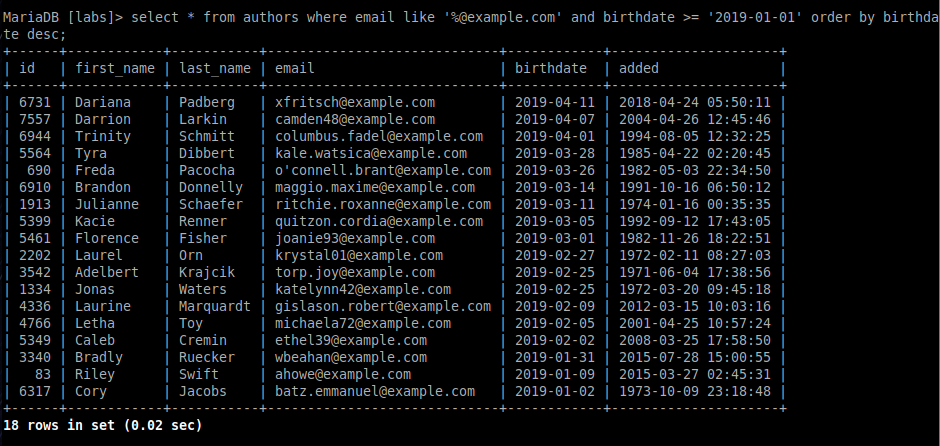 MariaDB [labs]> select * from authors where email like '%@example.com' and birthdate >= '2019-01-01' order by birthda
te desc;
+------+------------+-----------+-----------------------------+------------+---------------------+
| id   | first_name | last_name | email                       | birthdate  | added               |
+------+------------+-----------+-----------------------------+------------+---------------------+
| 6731 | Dariana    | Padberg   | xfritsch@example.com        | 2019-04-11 | 2018-04-24 05:50:11 |
| 7557 | Darrion    | Larkin    | camden48@example.com        | 2019-04-07 | 2004-04-26 12:45:46 |
| 6944 | Trinity    | Schmitt   | columbus.fadel@example.com  | 2019-04-01 | 1994-08-05 12:32:25 |
| 5564 | Tyra       | Dibbert   | kale.watsica@example.com    | 2019-03-28 | 1985-04-22 02:20:45 |
|  690 | Freda      | Pacocha   | o'connell.brant@example.com | 2019-03-26 | 1982-05-03 22:34:50 |
| 6910 | Brandon    | Donnelly  | maggio.maxime@example.com   | 2019-03-14 | 1991-10-16 06:50:12 |
| 1913 | Julianne   | Schaefer  | ritchie.roxanne@example.com | 2019-03-11 | 1974-01-16 00:35:35 |
| 5399 | Kacie      | Renner    | quitzon.cordia@example.com  | 2019-03-05 | 1992-09-12 17:43:05 |
| 5461 | Florence   | Fisher    | joanie93@example.com        | 2019-03-01 | 1982-11-26 18:22:51 |
| 2202 | Laurel     | Orn       | krystal01@example.com       | 2019-02-27 | 1972-02-11 08:27:03 |
| 3542 | Adelbert   | Krajcik   | torp.joy@example.com        | 2019-02-25 | 1971-06-04 17:38:56 |
| 1334 | Jonas      | Waters    | katelynn42@example.com      | 2019-02-25 | 1972-03-20 09:45:18 |
| 4336 | Laurine    | Marquardt | gislason.robert@example.com | 2019-02-09 | 2012-03-15 10:03:16 |
| 4766 | Letha      | Toy       | michaela72@example.com      | 2019-02-05 | 2001-04-25 10:57:24 |
| 5349 | Caleb      | Cremin    | ethel39@example.com         | 2019-02-02 | 2008-03-25 17:58:50 |
| 3340 | Bradly     | Ruecker   | wbeahan@example.com         | 2019-01-31 | 2015-07-28 15:00:55 |
|   83 | Riley      | Swift     | ahowe@example.com           | 2019-01-09 | 2015-03-27 02:45:31 |
| 6317 | Cory       | Jacobs    | batz.emmanuel@example.com   | 2019-01-02 | 1973-10-09 23:18:48 |
+------+------------+-----------+-----------------------------+------------+---------------------+
18 rows in set (0.02 sec)